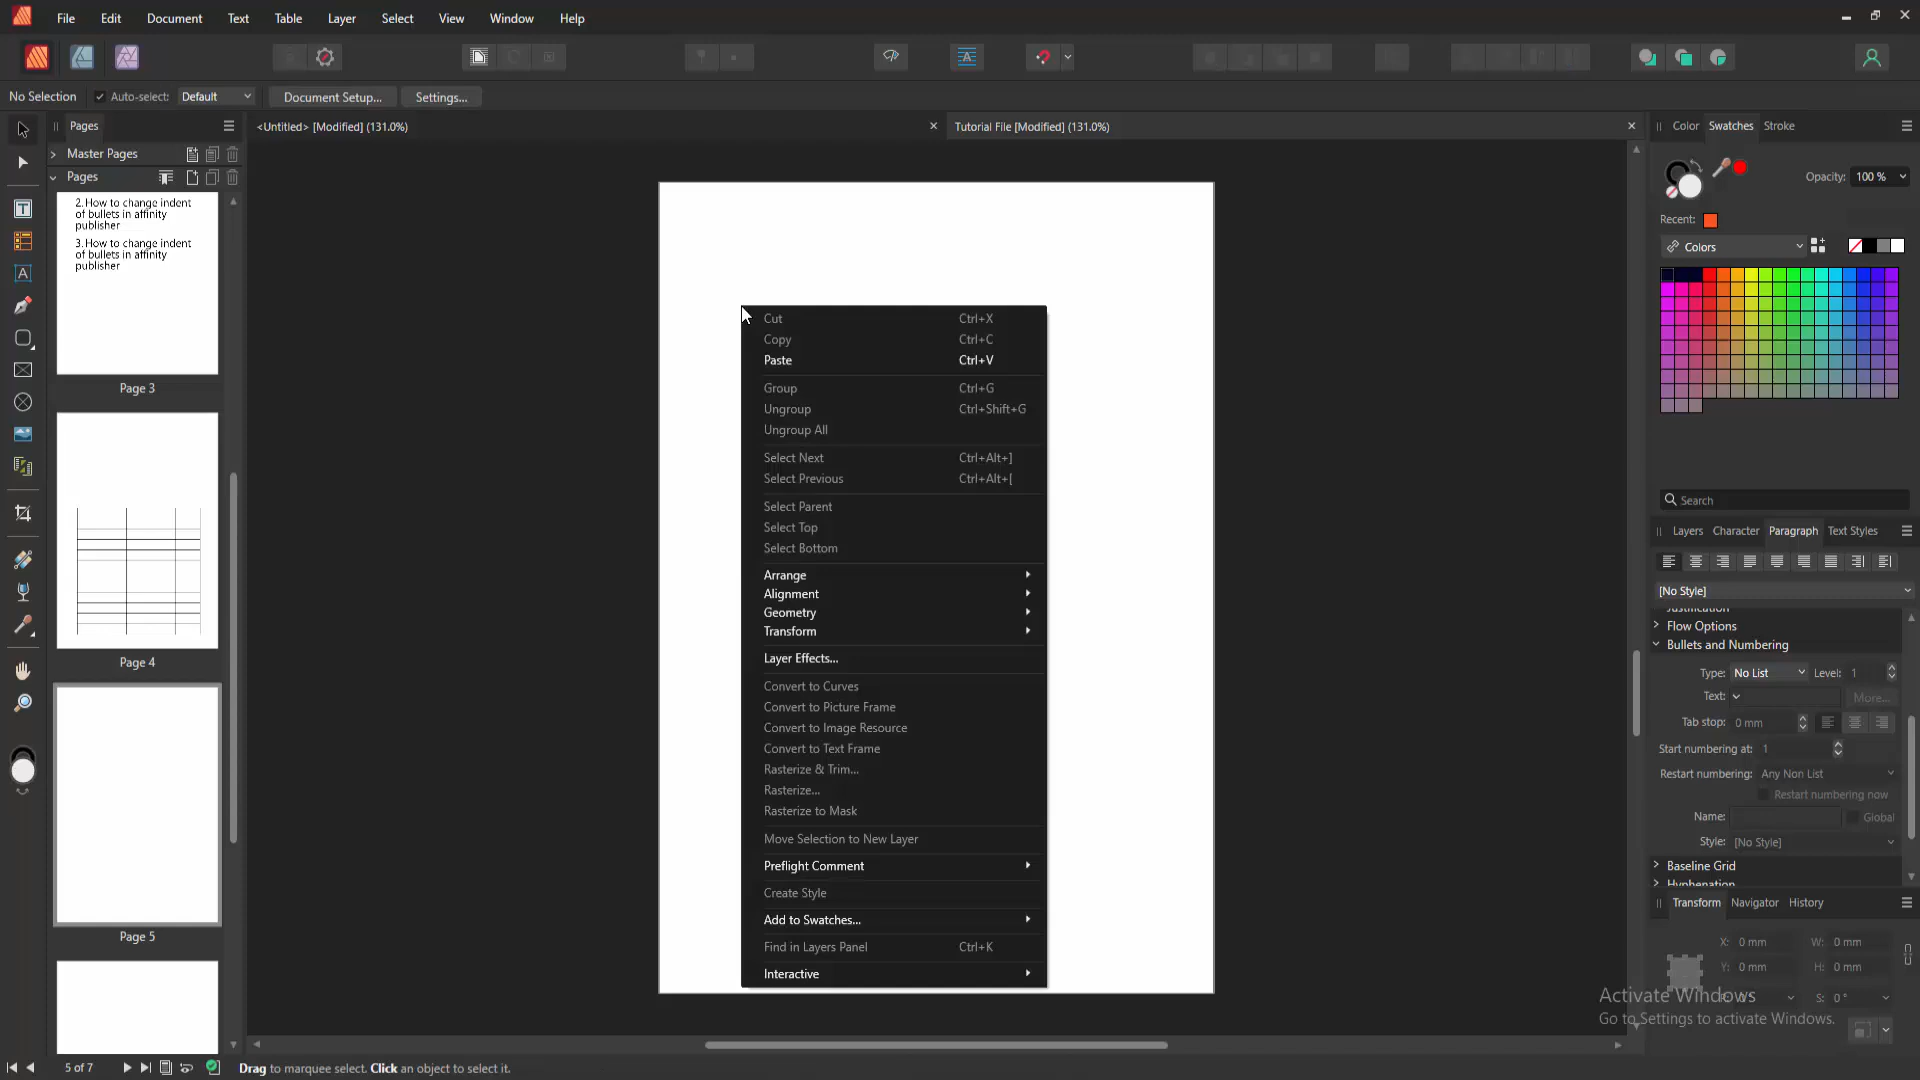 File Edit Document Text Table Layer Select View Window Help
No Selection Auto-select: Default Document Setup... Settings...
Pages
<Untitled> [Modified] (131.0%)
Tutorial File [Modified] (131.0%)
Color Swatches Stroke
Master Pages
Pages
2. How to change indent
of bullets in affinity
publisher
3. How to change indent
of bullets in affinity
publisher
Page 3
Page 4
Page 5
Cut Ctrl+X
Copy Ctrl+C
Paste Ctrl+V
Group Ctrl+G
Ungroup Ctrl+Shift+G
Ungroup All
Select Next Ctrl+Alt+]
Select Previous Ctrl+Alt+[
Select Parent
Select Top
Select Bottom
Arrange
Alignment
Geometry
Transform
Layer Effects...
Convert to Curves
Convert to Picture Frame
Convert to Image Resource
Convert to Text Frame
Rasterize & Trim...
Rasterize...
Rasterize to Mask
Move Selection to New Layer
Preflight Comment
Create Style
Add to Swatches...
Find in Layers Panel Ctrl+K
Interactive
Opacity: 100 %
Recent:
Colors
Search
Layers Character Paragraph Text Styles
[No Style]
Justification
Flow Options
Bullets and Numbering
Type: No List Level: 1
Text: More...
Tab stop: 0 mm
Start numbering at: 1
Restart numbering: Any Non List
Restart numbering now
Name: Global
Style: [No Style]
Baseline Grid
Hyphenation
Transform Navigator History
X: 0 mm W: 0 mm
Y: 0 mm H: 0 mm
R: 0 ° S: 0 °
Activate Windows
Go to Settings to activate Windows.
5 of 7 Drag to marquee select. Click an object to select it.